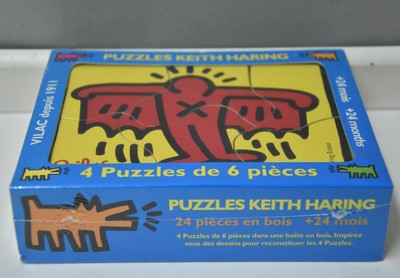 PUZZLES KEITH HARING
VILAC depuis 1911
+24 mois
+24 months
4 Puzzles de 6 pièces
PUZZLES KEITH HARING
24 pièces en bois +24 mois
4 Puzzles de 6 pièces dans une boite en bois. Inspirez
vous des dessins pour reconstituer les 4 Puzzles.